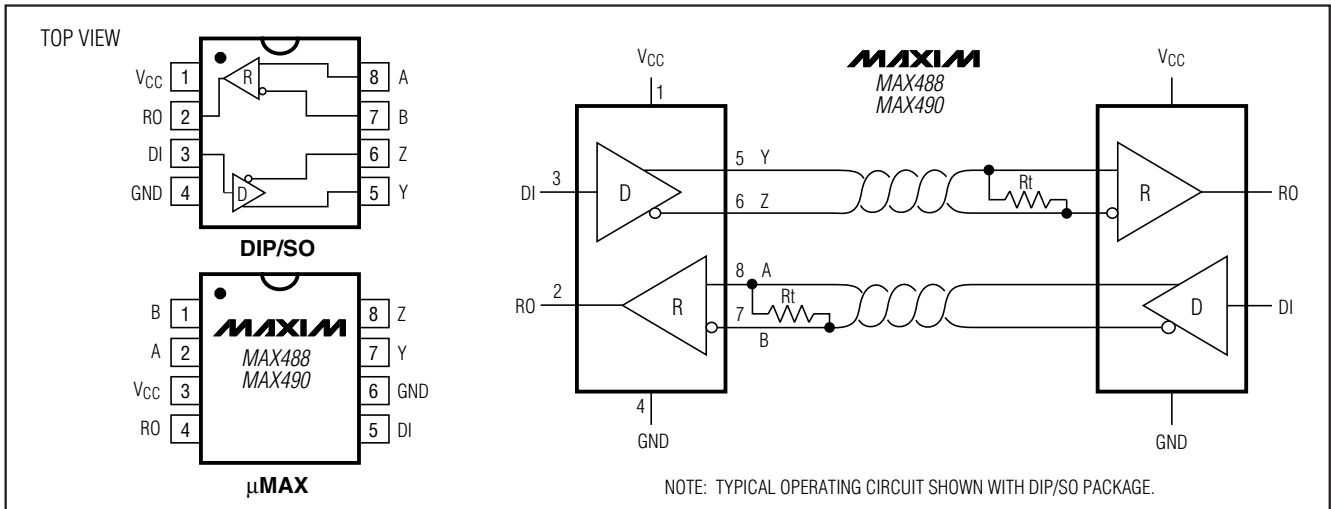 TOP VIEW
VCC 1
RO 2
DI 3
GND 4
8 A
7 B
6 Z
5 Y
R
D
DIP/SO
B 1
A 2
VCC 3
RO 4
8 Z
7 Y
6 GND
5 DI
MAXIM
MAX488
MAX490
µMAX
MAXIM
MAX488
MAX490
VCC
1
VCC
DI 3
D
5 Y
6 Z
Rt
R
RO
RO 2
R
8 A
7 B
Rt
D
DI
4
GND
GND
NOTE: TYPICAL OPERATING CIRCUIT SHOWN WITH DIP/SO PACKAGE.